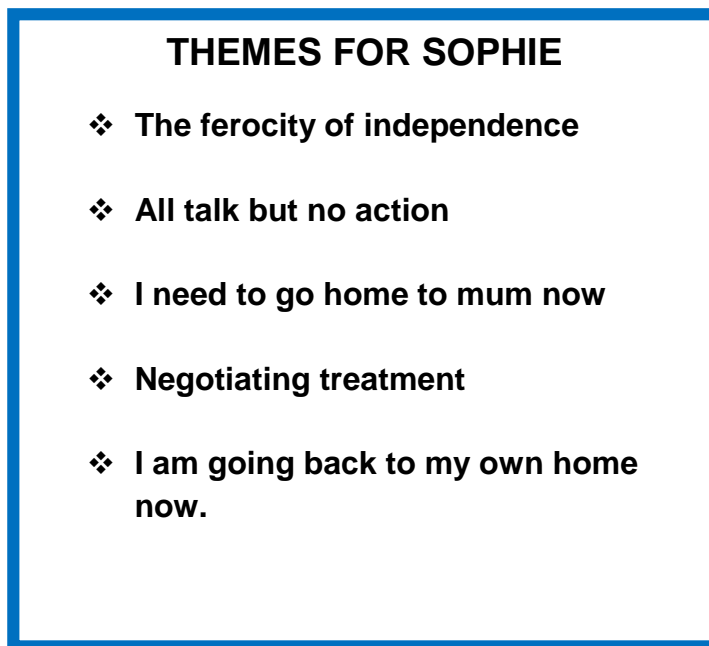 THEMES FOR SOPHIE
❖ The ferocity of independence
❖ All talk but no action
❖ I need to go home to mum now
❖ Negotiating treatment
❖ I am going back to my own home
now.